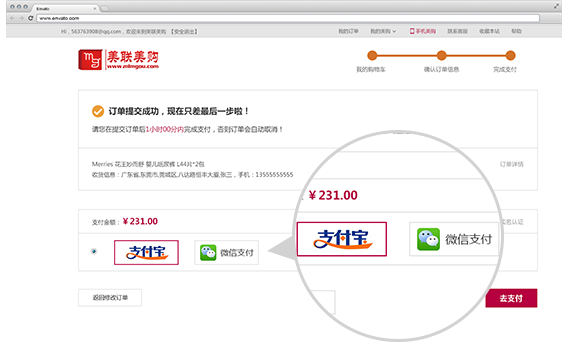 Envato
www.envato.com
Hi，563763908@qq.com，欢迎来到美联美购 【安全退出】
我的订单 我的美购 手机美购 联系客服 收藏本站 帮助
美联美购
www.mlmgou.com
我的购物车 确认订单信息 完成支付
订单提交成功，现在只差最后一步啦！
请您在提交订单后1小时00分内完成支付，否则订单会自动取消！
Merries 花王妙而舒 婴儿纸尿裤 L44片*2包
订单详情
收货信息：广东省,东莞市,莞城区,八达路恒丰大厦,张三，手机：13555555555
支付金额：￥231.00
￥231.00
名认证
支付宝 微信支付
支付宝 微信支付
返回修改订单 去支付